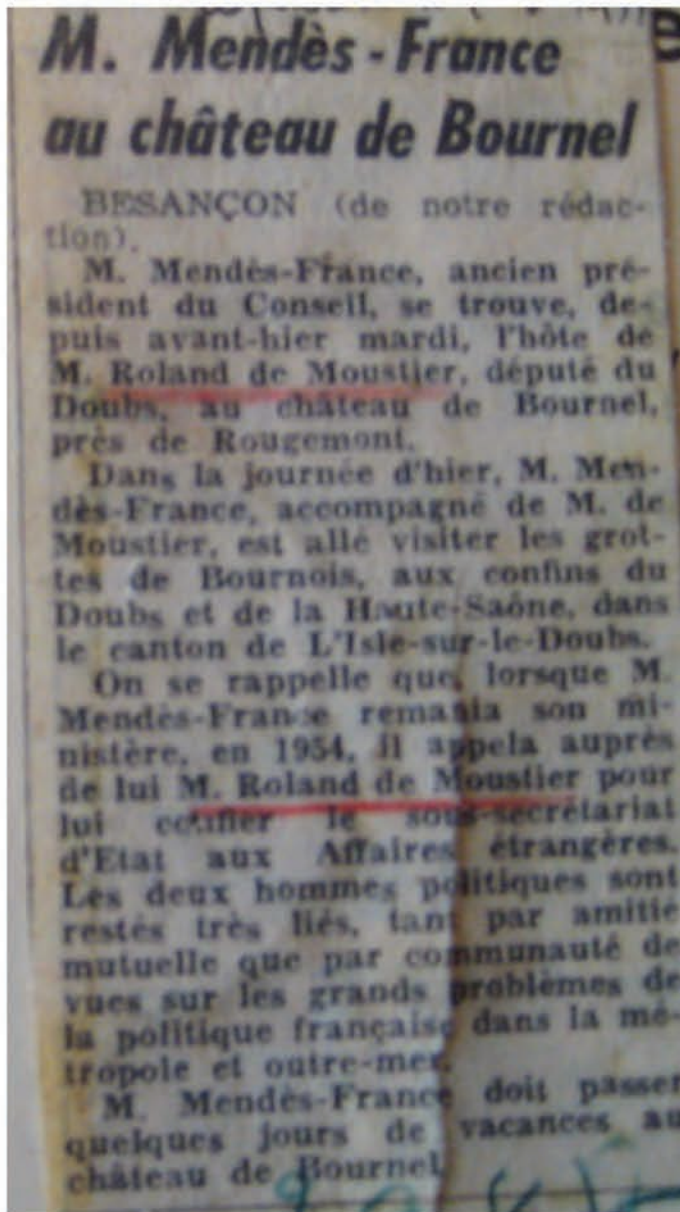 M. Mendès-France
au château de Bournel
BESANÇON (de notre rédac-
tion).
M. Mendès-France, ancien pré-
sident du Conseil, se trouve, de-
puis avant-hier mardi, l'hôte de
M. Roland de Moustier, député du
Doubs, au château de Bournel,
près de Rougemont.
Dans la journée d'hier, M. Men-
dès-France, accompagné de M. de
Moustier, est allé visiter les grot-
tes de Bournois, aux confins du
Doubs et de la Haute-Saône, dans
le canton de L'Isle-sur-le-Doubs.
On se rappelle que, lorsque M.
Mendès-France remania son mi-
nistère, en 1954, il appela auprès
de lui M. Roland de Moustier pour
lui confier le sous-secrétariat
d'Etat aux Affaires étrangères.
Les deux hommes politiques sont
restés très liés, tant par amitié
mutuelle que par communauté de
vues sur les grands problèmes de
la politique française dans la mé-
tropole et outre-mer.
M. Mendès-France doit passer
quelques jours de vacances au
château de Bournel